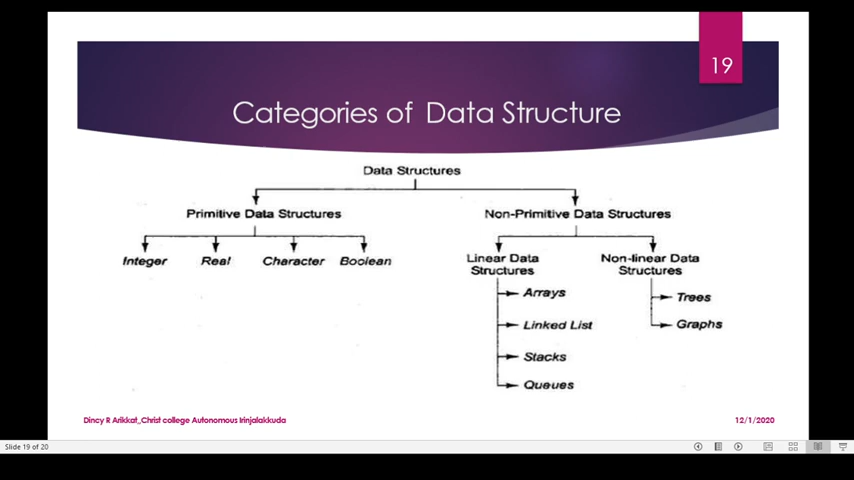 19
Categories of Data Structure
Data Structures
Primitive Data Structures
Non-Primitive Data Structures
Integer
Real
Character
Boolean
Linear Data
Structures
Non-linear Data
Structures
Arrays
Linked List
Stacks
Queues
Trees
Graphs
Dincy R Arikkat_Christ college Autonomous Irinjalakkuda
12/1/2020
Slide 19 of 20